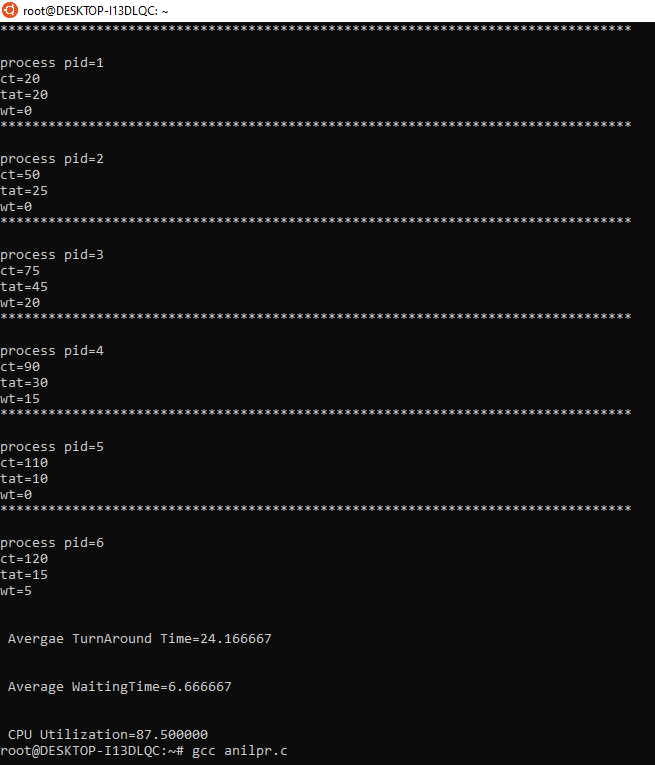 root@DESKTOP-I13DLQC: ~
*******************************************************************************
process pid=1
ct=20
tat=20
wt=0
*******************************************************************************
process pid=2
ct=50
tat=25
wt=0
*******************************************************************************
process pid=3
ct=75
tat=45
wt=20
*******************************************************************************
process pid=4
ct=90
tat=30
wt=15
*******************************************************************************
process pid=5
ct=110
tat=10
wt=0
*******************************************************************************
process pid=6
ct=120
tat=15
wt=5
Avergae TurnAround Time=24.166667
Average WaitingTime=6.666667
CPU Utilization=87.500000
root@DESKTOP-I13DLQC:~# gcc anilpr.c